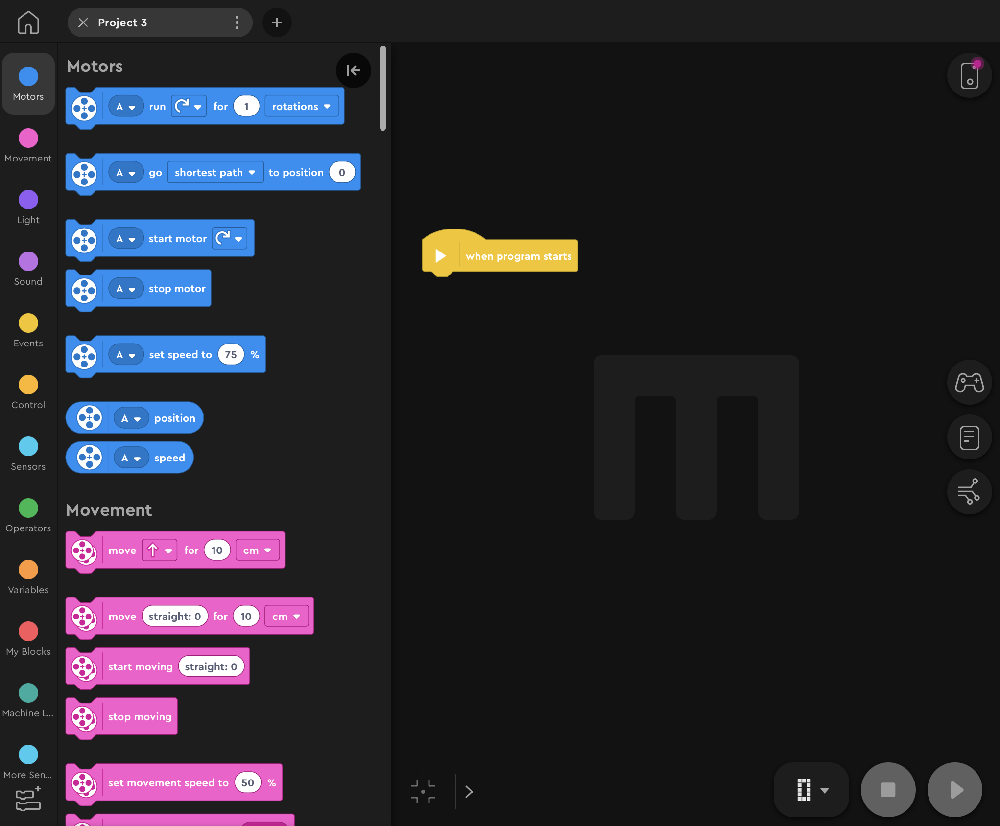 Project 3
Motors
Movement
Light
Sound
Events
Control
Sensors
Operators
Variables
My Blocks
Machine L...
More Sen...
Motors
A run for 1 rotations
A go shortest path to position 0
A start motor
A stop motor
A set speed to 75 %
A position
A speed
Movement
move for 10 cm
move straight: 0 for 10 cm
start moving straight: 0
stop moving
set movement speed to 50 %
when program starts
0